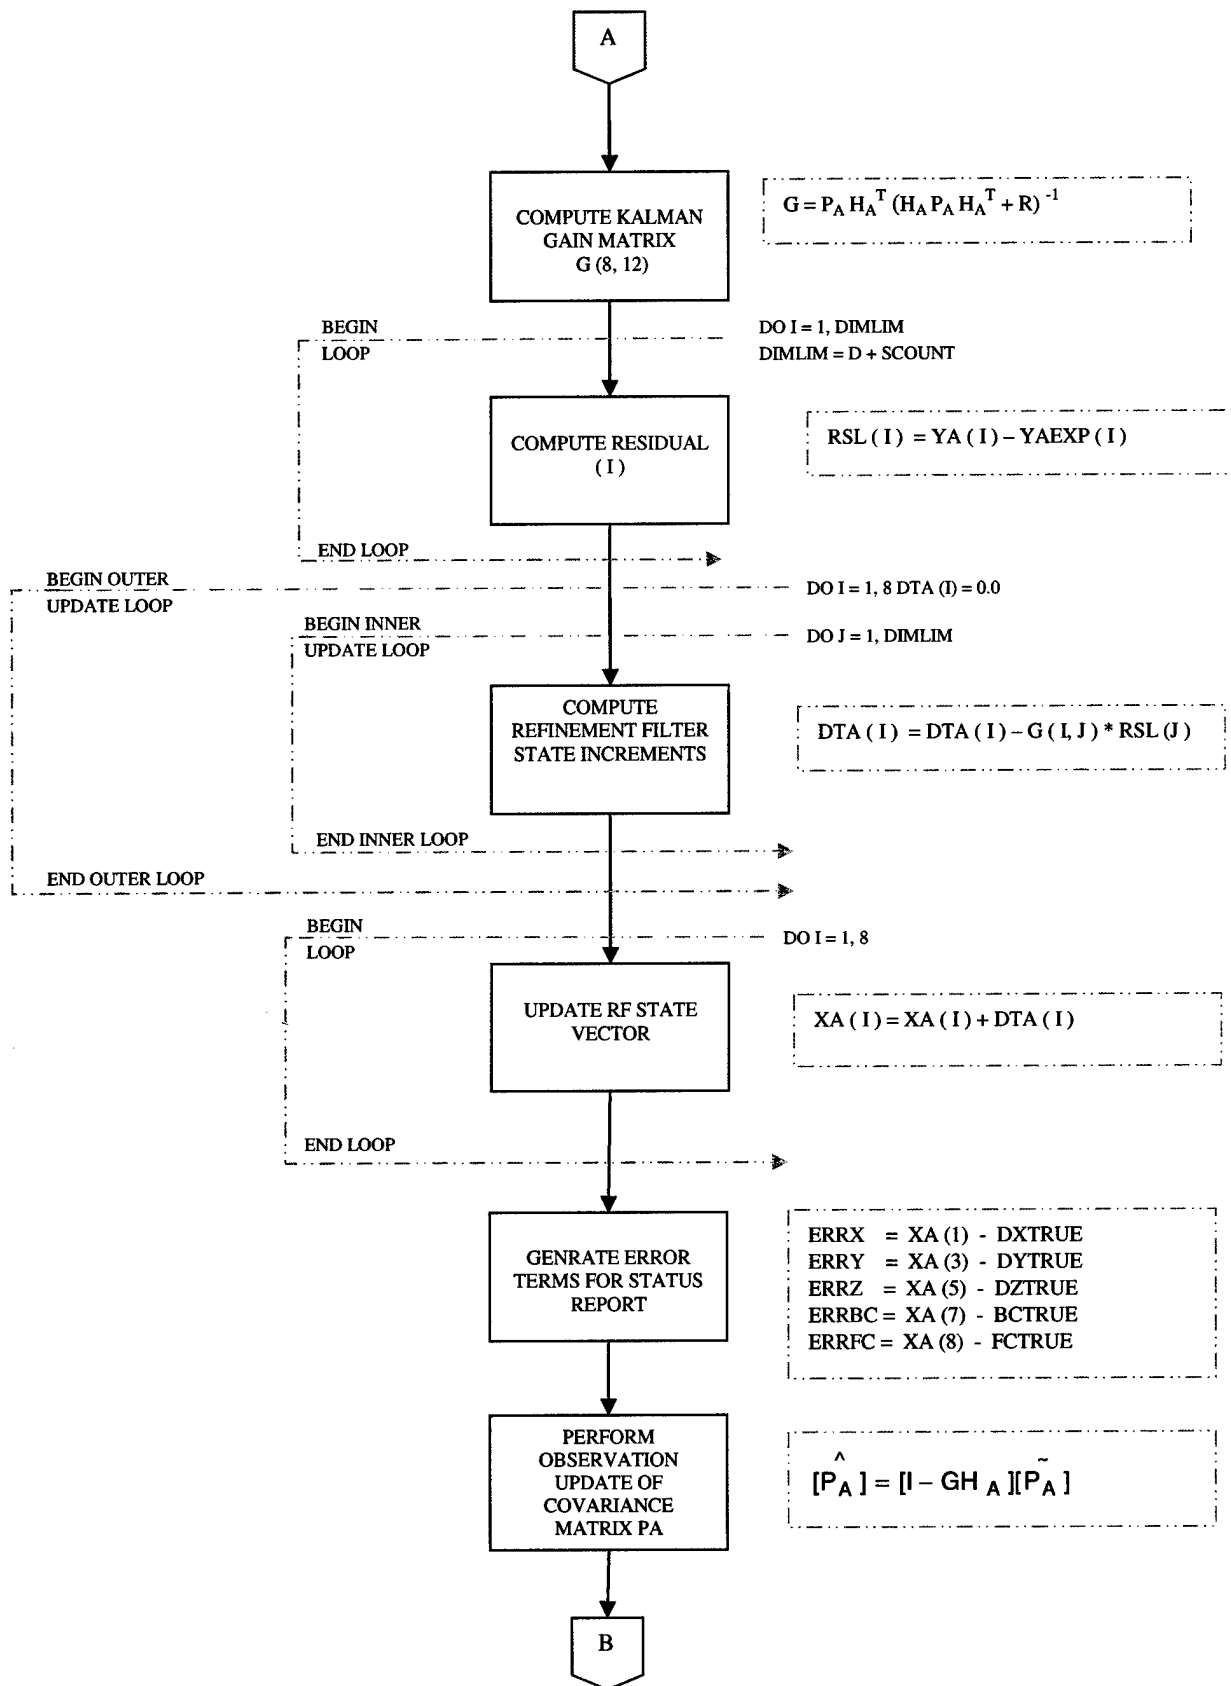 A
COMPUTE KALMAN
GAIN MATRIX
G (8, 12)
G = P_A H_A^T (H_A P_A H_A^T + R)^-1
BEGIN
LOOP
DO I = 1, DIMLIM
DIMLIM = D + SCOUNT
COMPUTE RESIDUAL
( I )
RSL ( I ) = YA ( I ) – YAEXP ( I )
END LOOP
BEGIN OUTER
UPDATE LOOP
DO I = 1, 8 DTA (I) = 0.0
BEGIN INNER
UPDATE LOOP
DO J = 1, DIMLIM
COMPUTE
REFINEMENT FILTER
STATE INCREMENTS
DTA ( I ) = DTA ( I ) – G ( I, J ) * RSL (J )
END INNER LOOP
END OUTER LOOP
BEGIN
LOOP
DO I = 1, 8
UPDATE RF STATE
VECTOR
XA ( I ) = XA ( I ) + DTA ( I )
END LOOP
GENRATE ERROR
TERMS FOR STATUS
REPORT
ERRX = XA (1) - DXTRUE
ERRY = XA (3) - DYTRUE
ERRZ = XA (5) - DZTRUE
ERRBC = XA (7) - BCTRUE
ERRFC = XA (8) - FCTRUE
PERFORM
OBSERVATION
UPDATE OF
COVARIANCE
MATRIX PA
[P̂_A] = [I – GH_A][P̃_A]
B